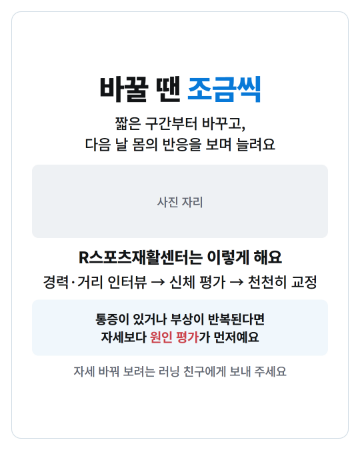 바꿀 땐 조금씩
짧은 구간부터 바꾸고,
다음 날 몸의 반응을 보며 늘려요
사진 자리
R스포츠재활센터는 이렇게 해요
경력·거리 인터뷰 → 신체 평가 → 천천히 교정
통증이 있거나 부상이 반복된다면
자세보다 원인 평가가 먼저예요
자세 바꿔 보려는 러닝 친구에게 보내 주세요